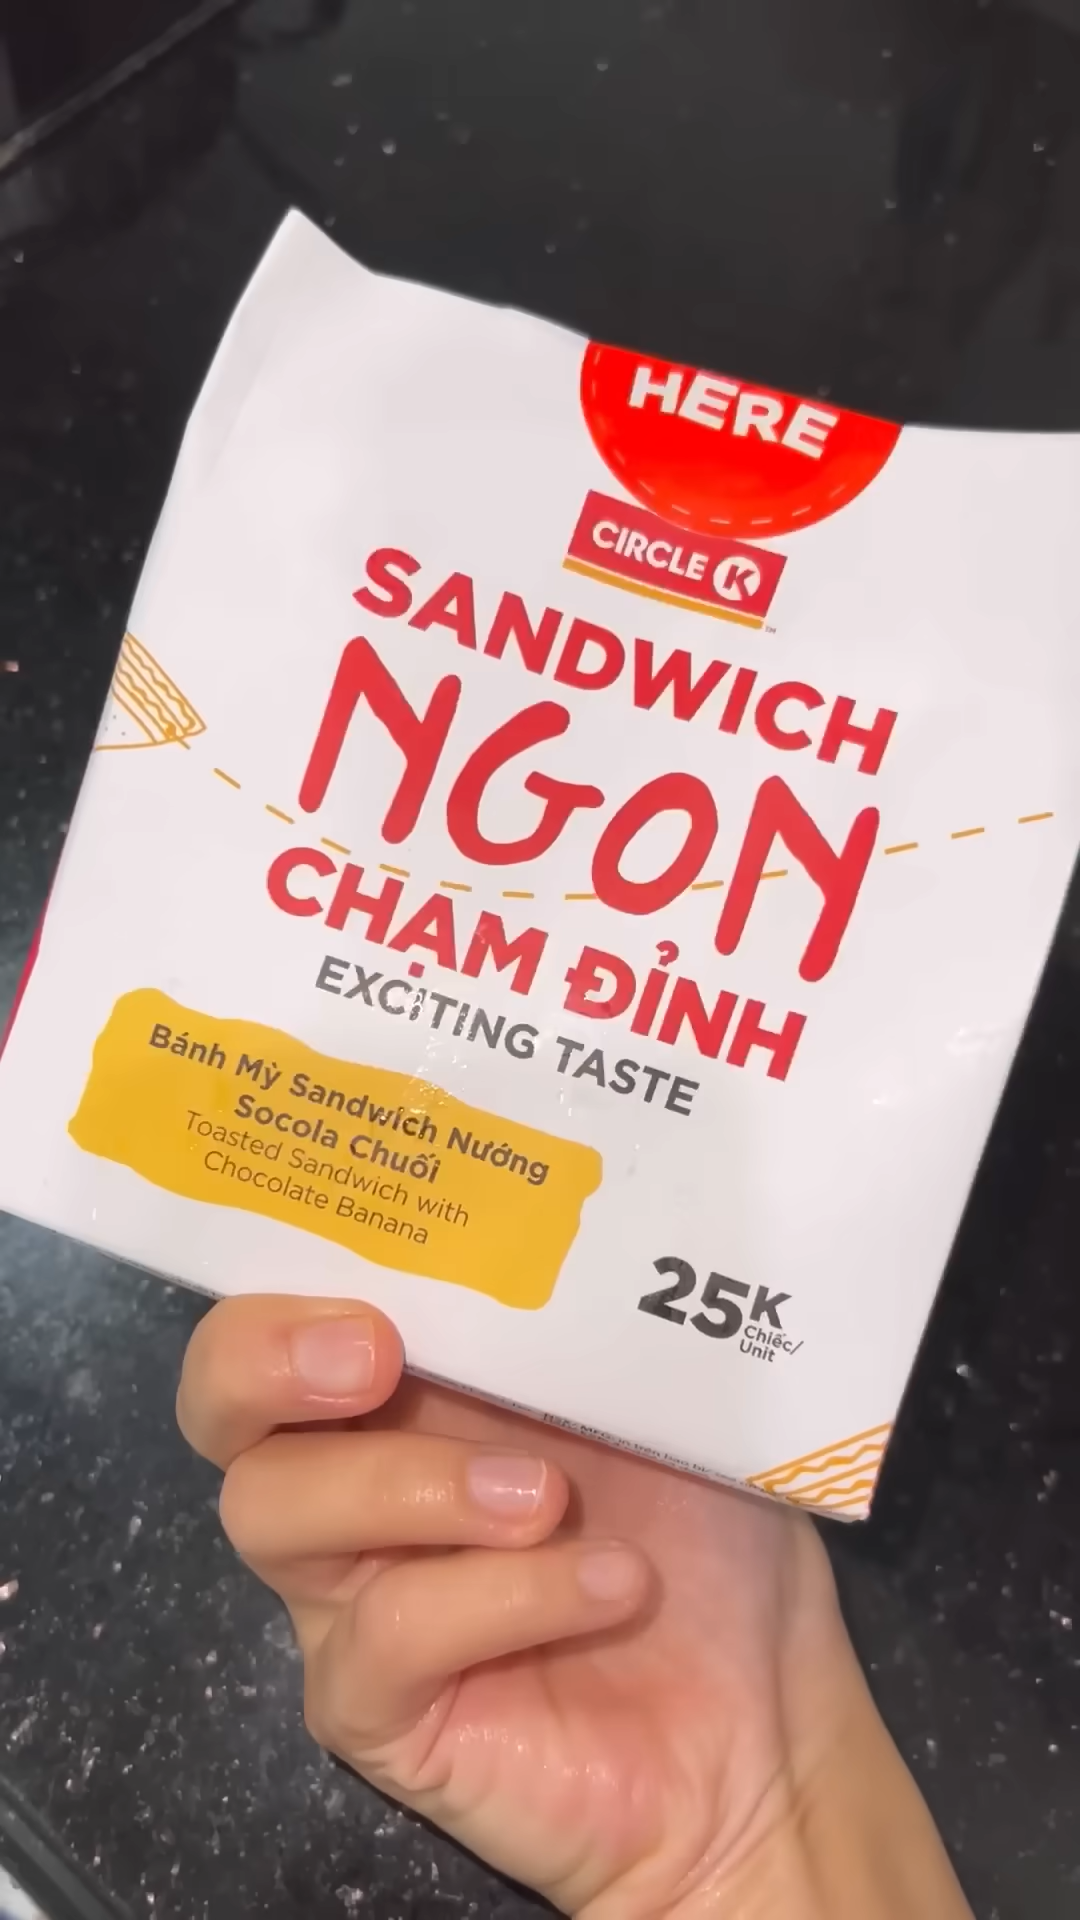 HERE
CIRCLE K
SANDWICH
NGON
CHẠM ĐỈNH
EXCITING TASTE
Bánh Mỳ Sandwich Nướng
Socola Chuối
Toasted Sandwich with
Chocolate Banana
25K
Chiếc/
Unit